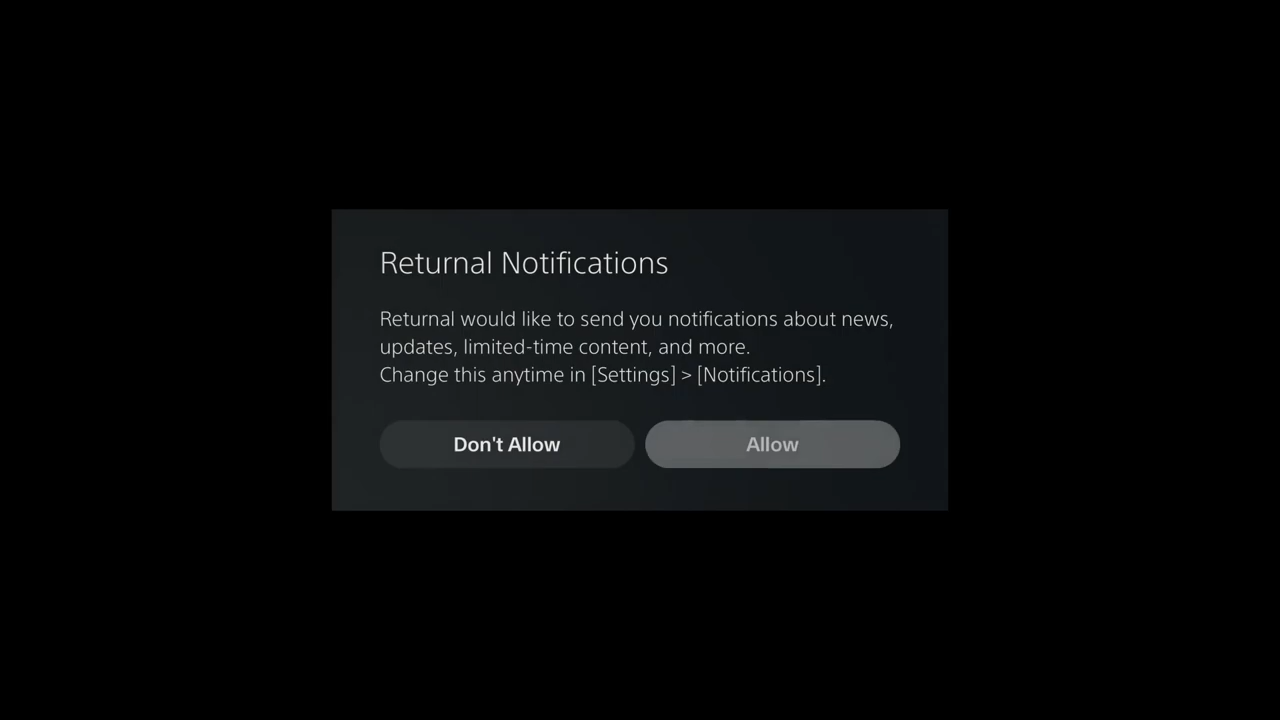 Returnal Notifications
Returnal would like to send you notifications about news,
updates, limited-time content, and more.
Change this anytime in [Settings] > [Notifications].
Don't Allow
Allow